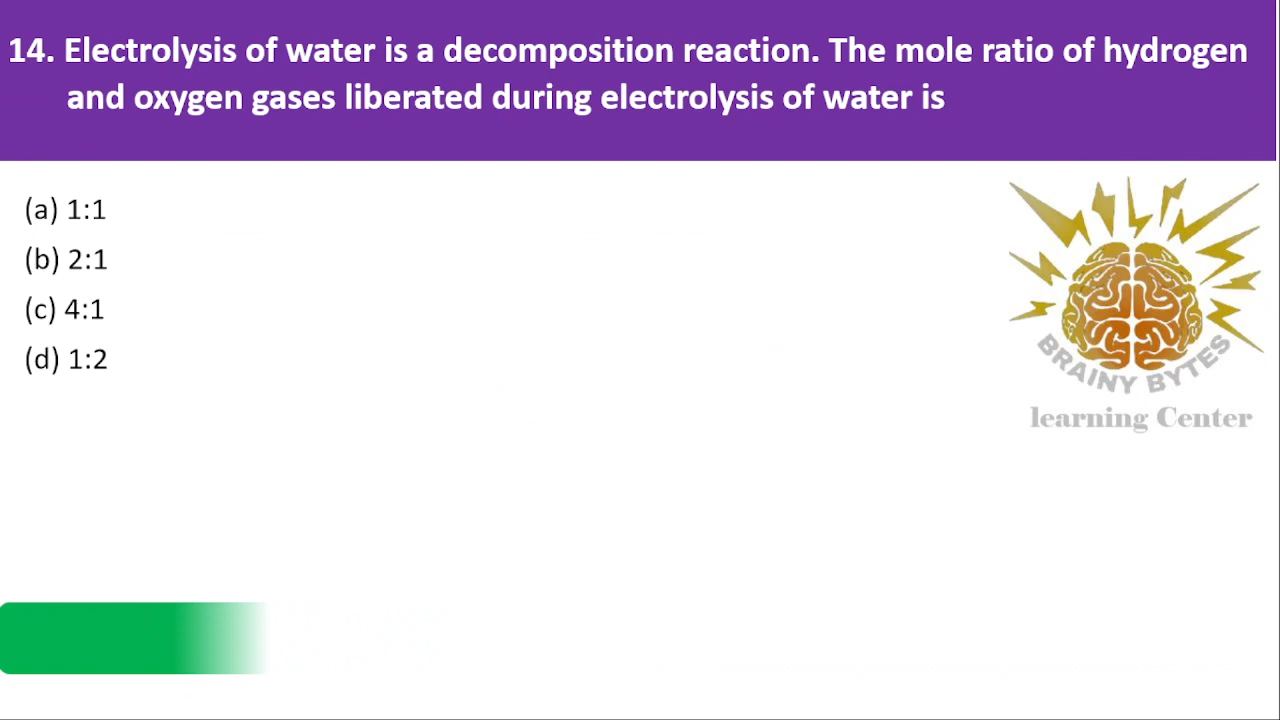 14. Electrolysis of water is a decomposition reaction. The mole ratio of hydrogen
and oxygen gases liberated during electrolysis of water is
(a) 1:1
(b) 2:1
(c) 4:1
(d) 1:2
BRAINY BYTES
learning Center